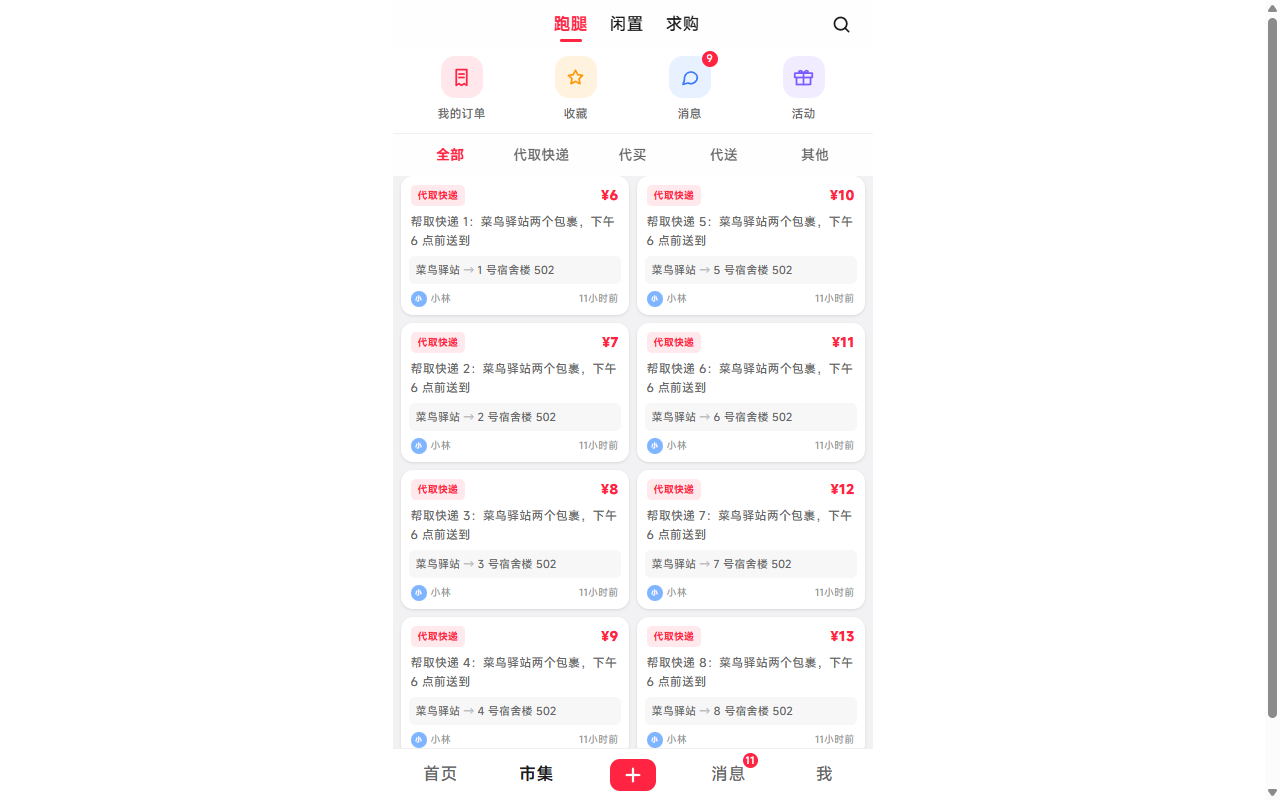 跑腿 闲置 求购
9
我的订单 收藏 消息 活动
全部 代取快递 代买 代送 其他
代取快递 ¥6
帮取快递 1：菜鸟驿站两个包裹，下午
6 点前送到
菜鸟驿站 → 1 号宿舍楼 502
小 小林 11小时前
代取快递 ¥10
帮取快递 5：菜鸟驿站两个包裹，下午
6 点前送到
菜鸟驿站 → 5 号宿舍楼 502
小 小林 11小时前
代取快递 ¥7
帮取快递 2：菜鸟驿站两个包裹，下午
6 点前送到
菜鸟驿站 → 2 号宿舍楼 502
小 小林 11小时前
代取快递 ¥11
帮取快递 6：菜鸟驿站两个包裹，下午
6 点前送到
菜鸟驿站 → 6 号宿舍楼 502
小 小林 11小时前
代取快递 ¥8
帮取快递 3：菜鸟驿站两个包裹，下午
6 点前送到
菜鸟驿站 → 3 号宿舍楼 502
小 小林 11小时前
代取快递 ¥12
帮取快递 7：菜鸟驿站两个包裹，下午
6 点前送到
菜鸟驿站 → 7 号宿舍楼 502
小 小林 11小时前
代取快递 ¥9
帮取快递 4：菜鸟驿站两个包裹，下午
6 点前送到
菜鸟驿站 → 4 号宿舍楼 502
小 小林 11小时前
代取快递 ¥13
帮取快递 8：菜鸟驿站两个包裹，下午
6 点前送到
菜鸟驿站 → 8 号宿舍楼 502
小 小林 11小时前
首页 市集 + 消息 11 我